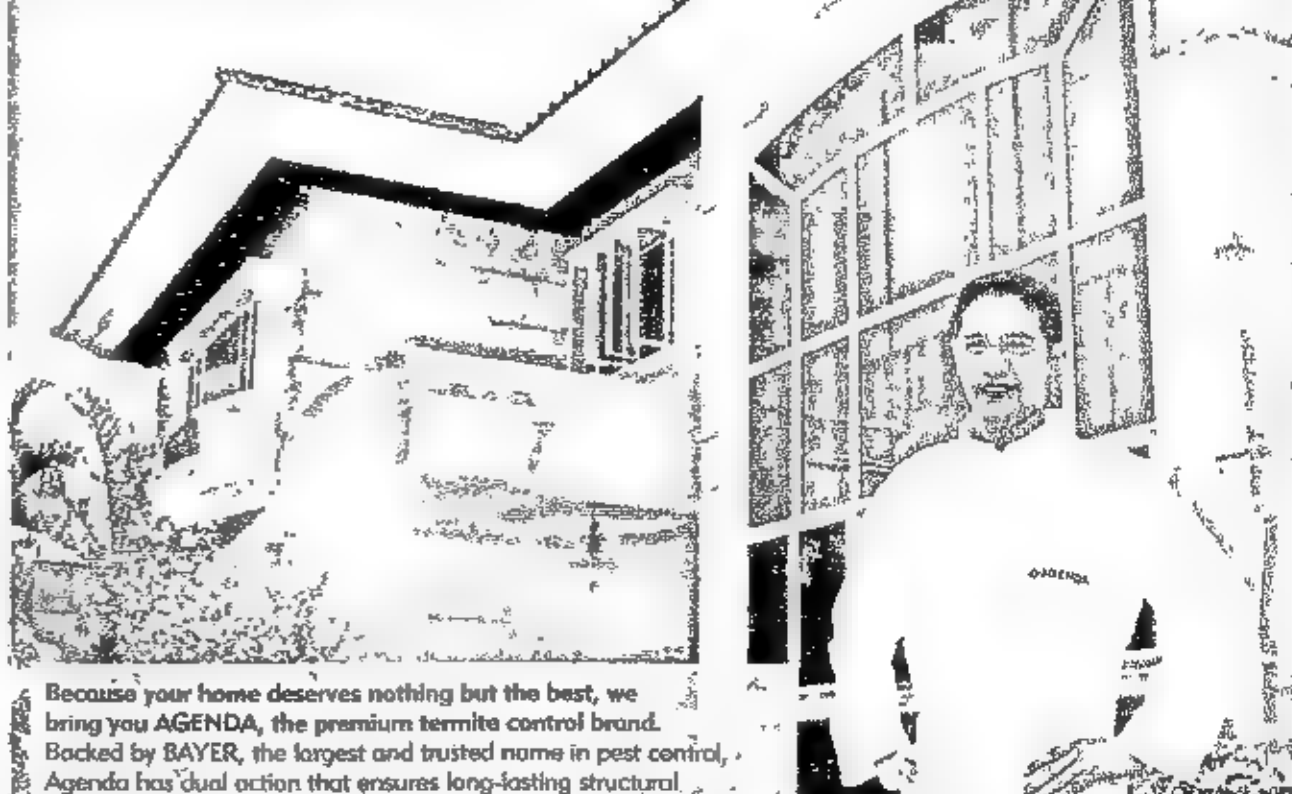 AGENDA
Because your home deserves nothing but the best, we
bring you AGENDA, the premium termite control brand.
Backed by BAYER, the largest and trusted name in pest control,
Agenda has dual action that ensures long-lasting structural